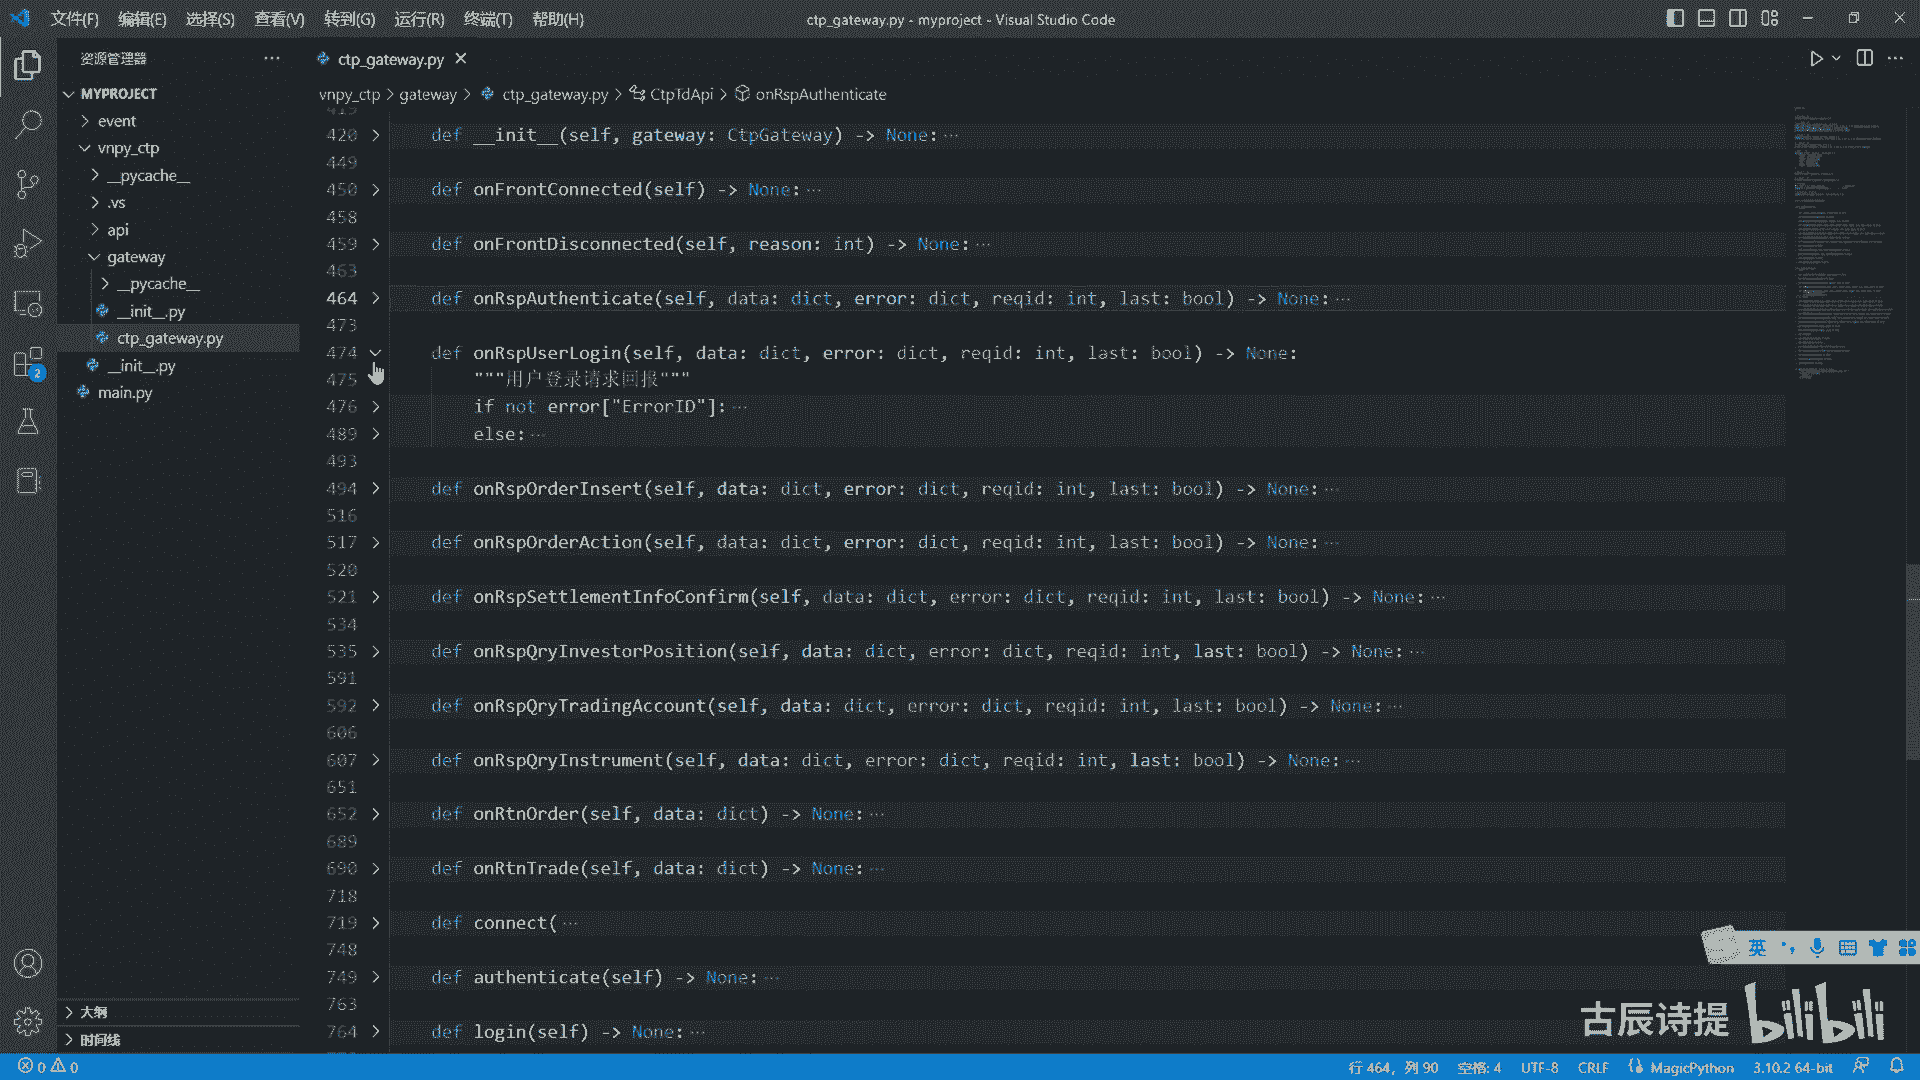 文件(F) 编辑(E) 选择(S) 查看(V) 转到(G) 运行(R) 终端(T) 帮助(H)
ctp_gateway.py - myproject - Visual Studio Code
资源管理器
MYPROJECT
event
vnpy_ctp
__pycache__
.vs
api
gateway
__pycache__
__init__.py
ctp_gateway.py
__init__.py
main.py
大纲
时间线
2
ctp_gateway.py
vnpy_ctp > gateway > ctp_gateway.py > CtpTdApi > onRspAuthenticate
419
420 def __init__(self, gateway: CtpGateway) -> None: ···
449
450 def onFrontConnected(self) -> None: ···
458
459 def onFrontDisconnected(self, reason: int) -> None: ···
463
464 def onRspAuthenticate(self, data: dict, error: dict, reqid: int, last: bool) -> None: ···
473
474 def onRspUserLogin(self, data: dict, error: dict, reqid: int, last: bool) -> None:
475 """用户登录请求回报"""
476 if not error["ErrorID"]: ···
489 else: ···
493
494 def onRspOrderInsert(self, data: dict, error: dict, reqid: int, last: bool) -> None: ···
516
517 def onRspOrderAction(self, data: dict, error: dict, reqid: int, last: bool) -> None: ···
520
521 def onRspSettlementInfoConfirm(self, data: dict, error: dict, reqid: int, last: bool) -> None: ···
534
535 def onRspQryInvestorPosition(self, data: dict, error: dict, reqid: int, last: bool) -> None: ···
591
592 def onRspQryTradingAccount(self, data: dict, error: dict, reqid: int, last: bool) -> None: ···
606
607 def onRspQryInstrument(self, data: dict, error: dict, reqid: int, last: bool) -> None: ···
651
652 def onRtnOrder(self, data: dict) -> None: ···
689
690 def onRtnTrade(self, data: dict) -> None: ···
718
719 def connect( ···
748
749 def authenticate(self) -> None: ···
763
764 def login(self) -> None: ···
英
古辰诗提 bilibili
0 0
行 464，列 90 空格: 4 UTF-8 CRLF MagicPython 3.10.2 64-bit